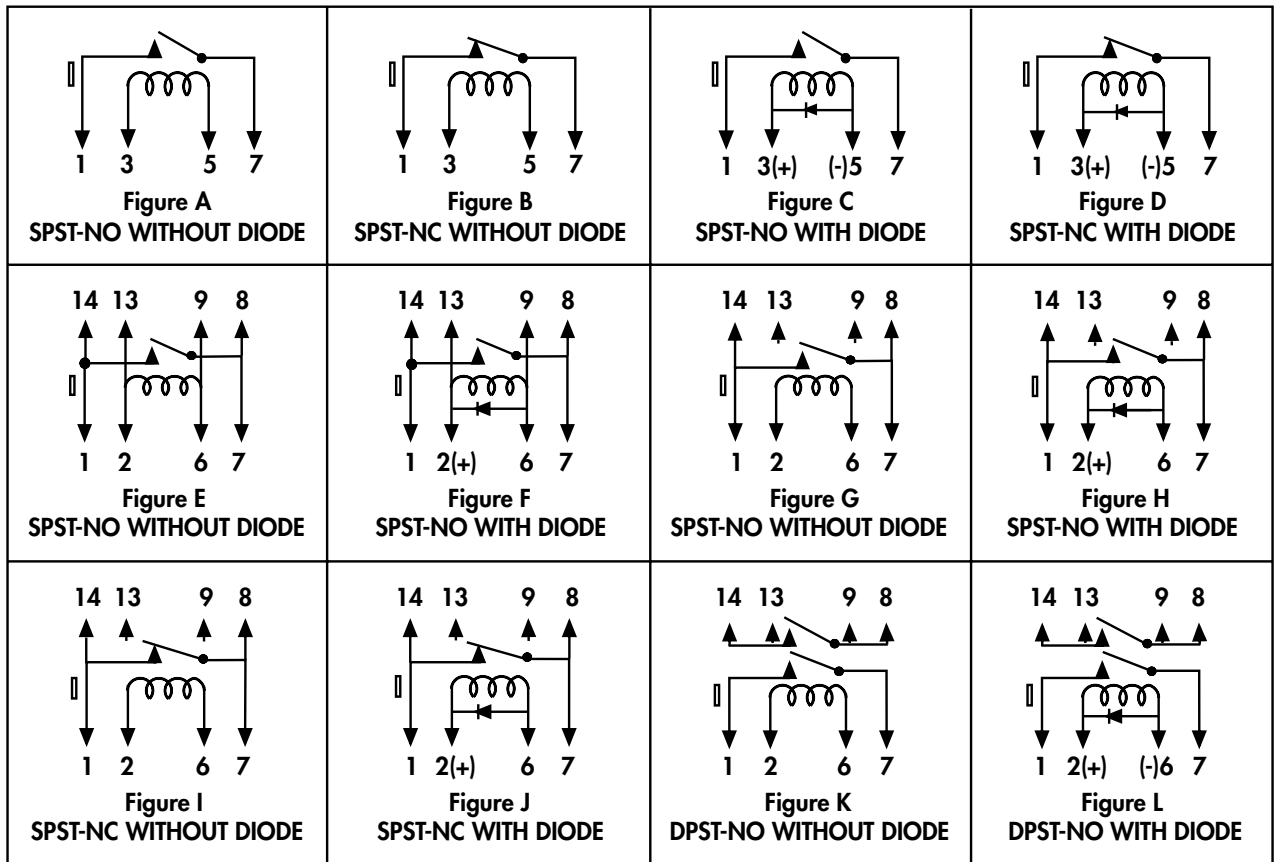 1 3 5 7
Figure A
SPST-NO WITHOUT DIODE
1 3 5 7
Figure B
SPST-NC WITHOUT DIODE
1 3(+) (-)5 7
Figure C
SPST-NO WITH DIODE
1 3(+) (-)5 7
Figure D
SPST-NC WITH DIODE
14 13 9 8
1 2 6 7
Figure E
SPST-NO WITHOUT DIODE
14 13 9 8
1 2(+) 6 7
Figure F
SPST-NO WITH DIODE
14 13 9 8
1 2 6 7
Figure G
SPST-NO WITHOUT DIODE
14 13 9 8
1 2(+) 6 7
Figure H
SPST-NO WITH DIODE
14 13 9 8
1 2 6 7
Figure I
SPST-NC WITHOUT DIODE
14 13 9 8
1 2(+) 6 7
Figure J
SPST-NC WITH DIODE
14 13 9 8
1 2 6 7
Figure K
DPST-NO WITHOUT DIODE
14 13 9 8
1 2(+) (-)6 7
Figure L
DPST-NO WITH DIODE